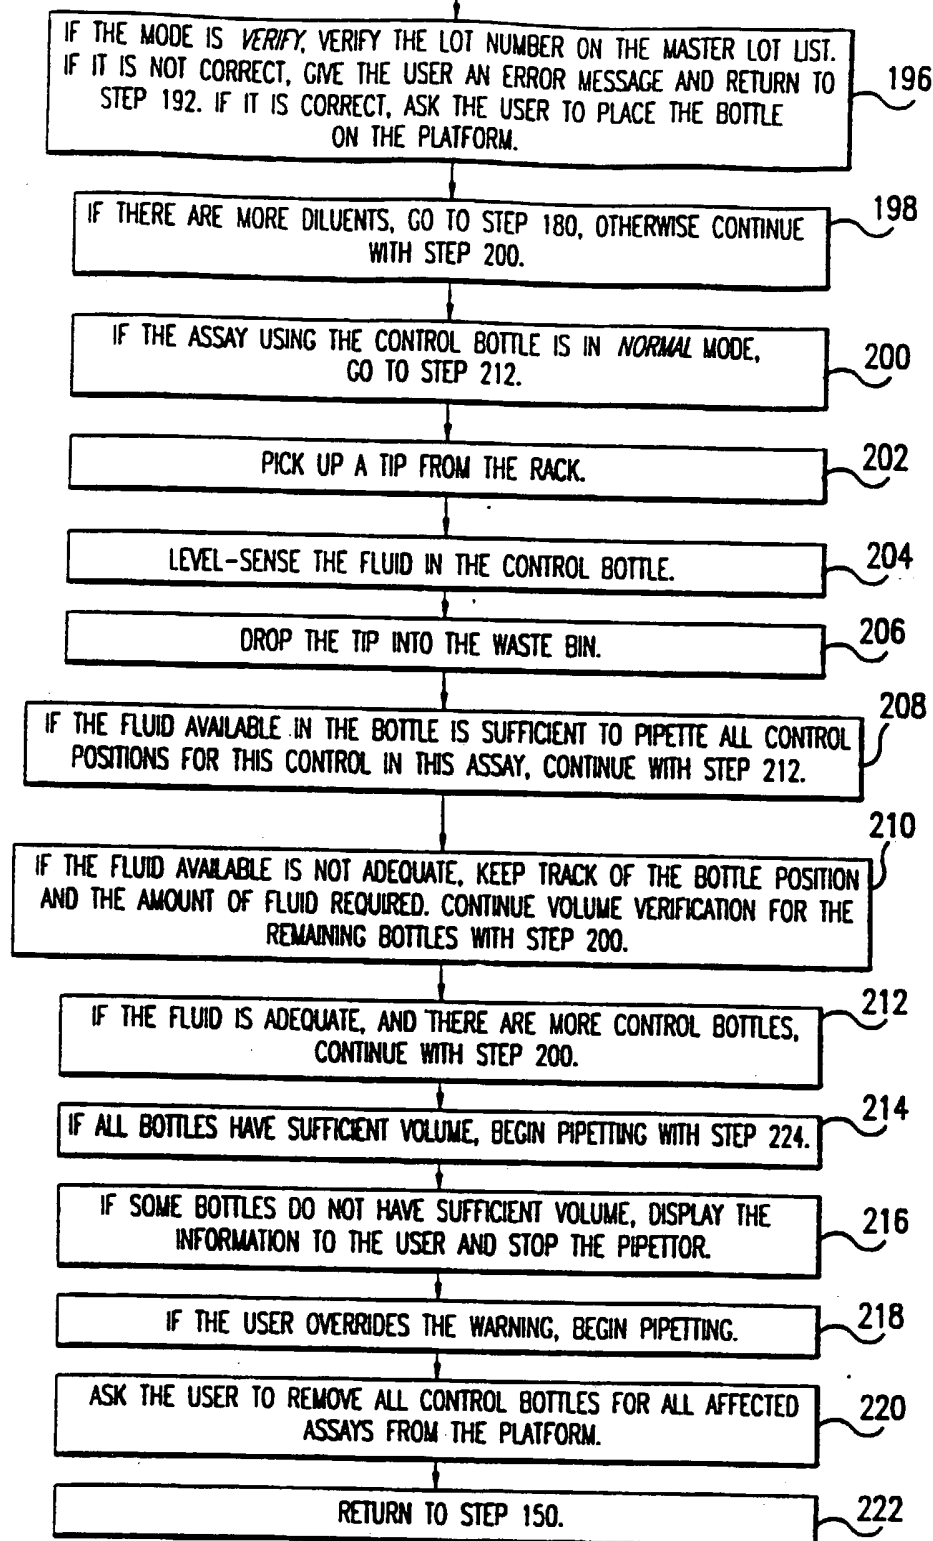 IF THE MODE IS VERIFY, VERIFY THE LOT NUMBER ON THE MASTER LOT LIST.
IF IT IS NOT CORRECT, GIVE THE USER AN ERROR MESSAGE AND RETURN TO
STEP 192. IF IT IS CORRECT, ASK THE USER TO PLACE THE BOTTLE
ON THE PLATFORM.
196
IF THERE ARE MORE DILUENTS, GO TO STEP 180, OTHERWISE CONTINUE
WITH STEP 200.
198
IF THE ASSAY USING THE CONTROL BOTTLE IS IN NORMAL MODE,
GO TO STEP 212.
200
PICK UP A TIP FROM THE RACK.
202
LEVEL-SENSE THE FLUID IN THE CONTROL BOTTLE.
204
DROP THE TIP INTO THE WASTE BIN.
206
IF THE FLUID AVAILABLE IN THE BOTTLE IS SUFFICIENT TO PIPETTE ALL CONTROL
POSITIONS FOR THIS CONTROL IN THIS ASSAY, CONTINUE WITH STEP 212.
208
IF THE FLUID AVAILABLE IS NOT ADEQUATE, KEEP TRACK OF THE BOTTLE POSITION
AND THE AMOUNT OF FLUID REQUIRED. CONTINUE VOLUME VERIFICATION FOR THE
REMAINING BOTTLES WITH STEP 200.
210
IF THE FLUID IS ADEQUATE, AND THERE ARE MORE CONTROL BOTTLES,
CONTINUE WITH STEP 200.
212
IF ALL BOTTLES HAVE SUFFICIENT VOLUME, BEGIN PIPETTING WITH STEP 224.
214
IF SOME BOTTLES DO NOT HAVE SUFFICIENT VOLUME, DISPLAY THE
INFORMATION TO THE USER AND STOP THE PIPETTOR.
216
IF THE USER OVERRIDES THE WARNING, BEGIN PIPETTING.
218
ASK THE USER TO REMOVE ALL CONTROL BOTTLES FOR ALL AFFECTED
ASSAYS FROM THE PLATFORM.
220
RETURN TO STEP 150.
222